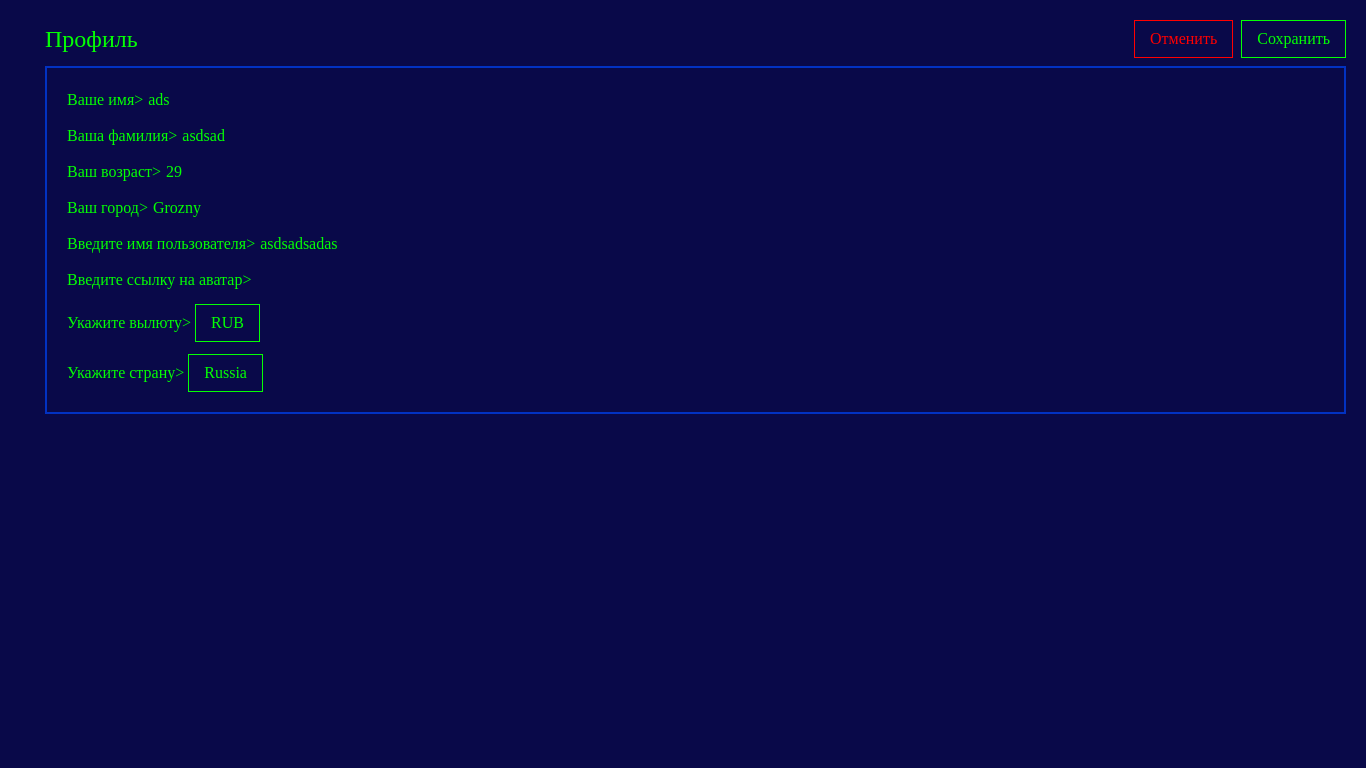 Профиль
Отменить
Сохранить
Ваше имя> ads
Ваша фамилия> asdsad
Ваш возраст> 29
Ваш город> Grozny
Введите имя пользователя> asdsadsadas
Введите ссылку на аватар>
Укажите вылюту> RUB
Укажите страну> Russia